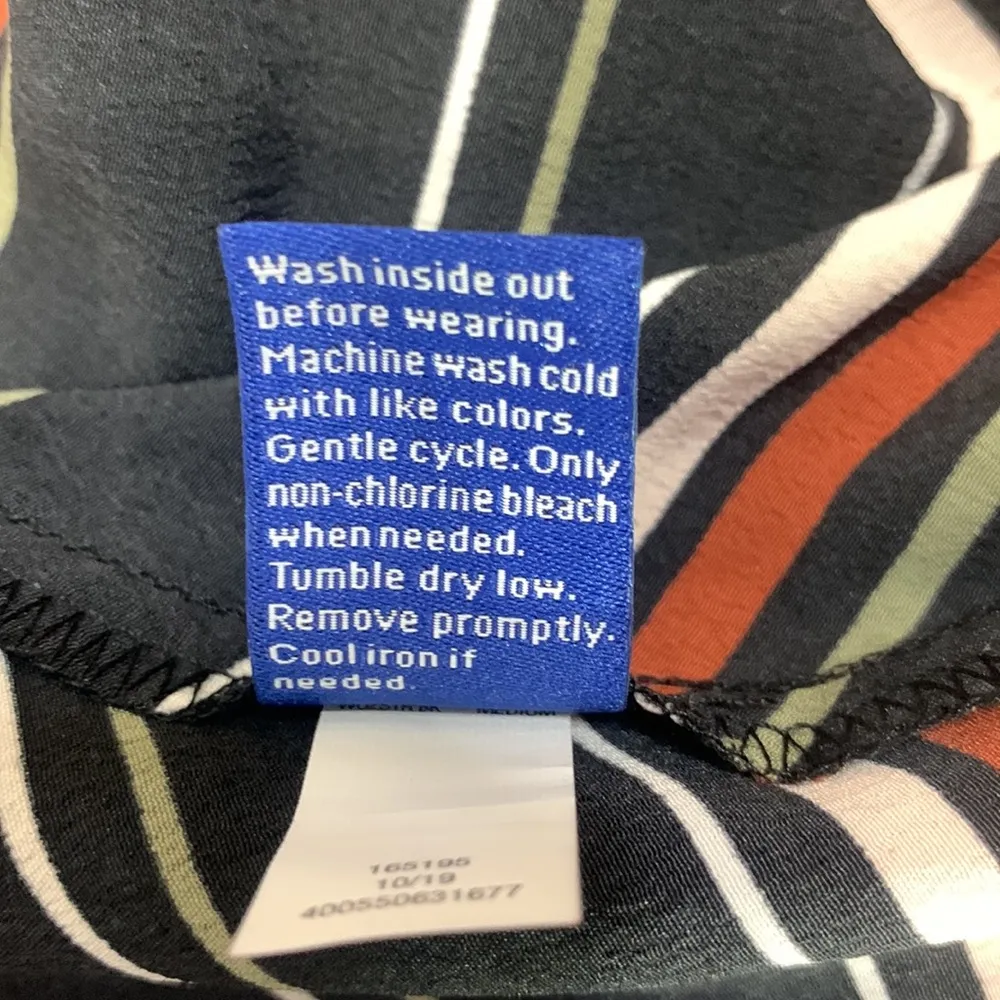 Wash inside out
before wearing.
Machine wash cold
with like colors.
Gentle cycle. Only
non-chlorine bleach
when needed.
Tumble dry low.
Remove promptly.
Cool iron if
needed.
MEDIUM
165195
10/19
400550631677